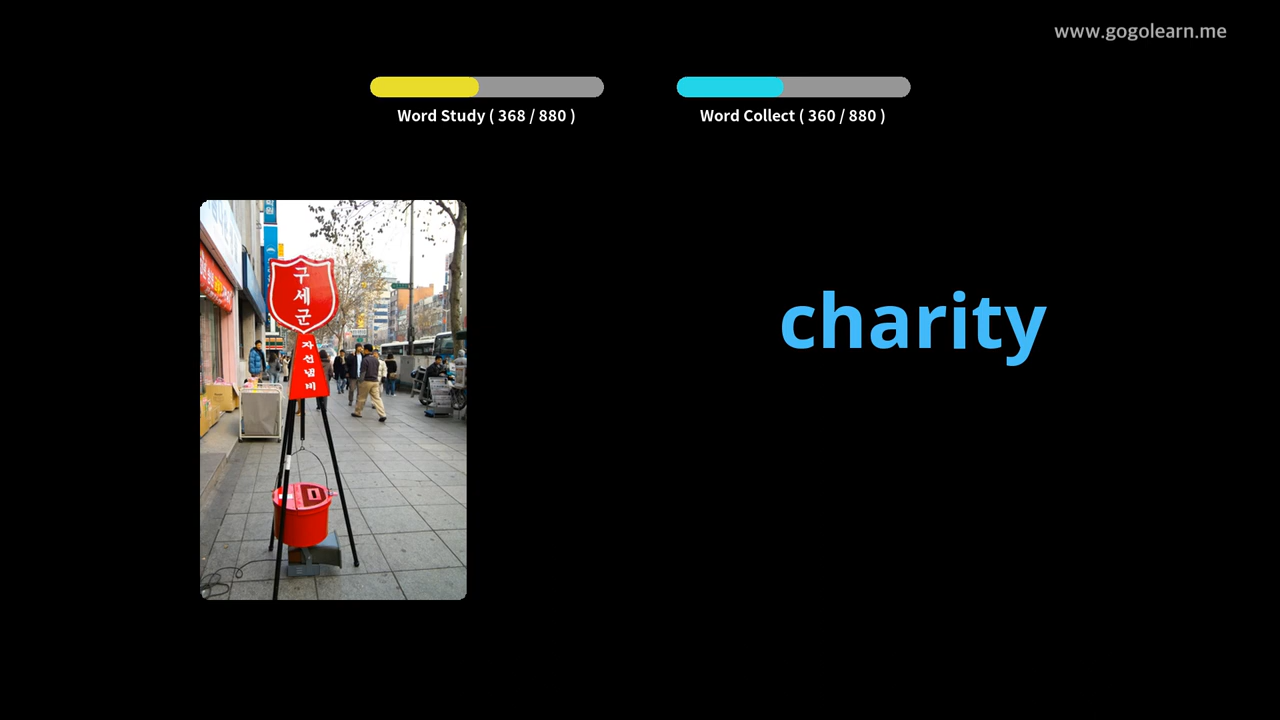 www.gogolearn.me
Word Study ( 368 / 880 )
Word Collect ( 360 / 880 )
구
세
군
자
선
냄
비
charity